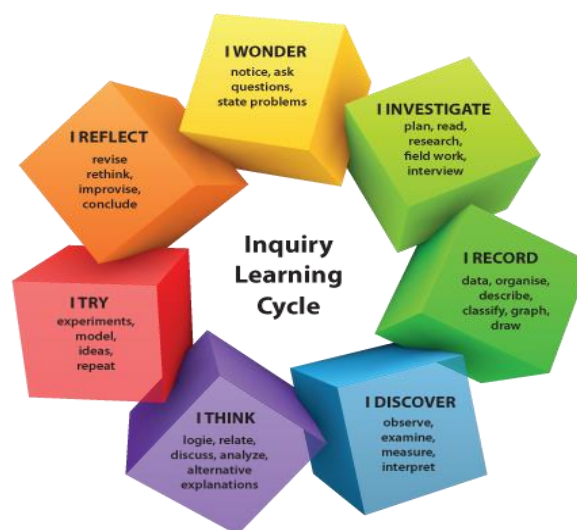 I WONDER
notice, ask
questions,
state problems
I INVESTIGATE
plan, read,
research,
field work,
interview
I RECORD
data, organise,
describe,
classify, graph,
draw
I DISCOVER
observe,
examine,
measure,
interpret
I THINK
logie, relate,
discuss, analyze,
alternative
explanations
I TRY
experiments,
model,
ideas,
repeat
I REFLECT
revise
rethink,
improvise,
conclude
Inquiry
Learning
Cycle